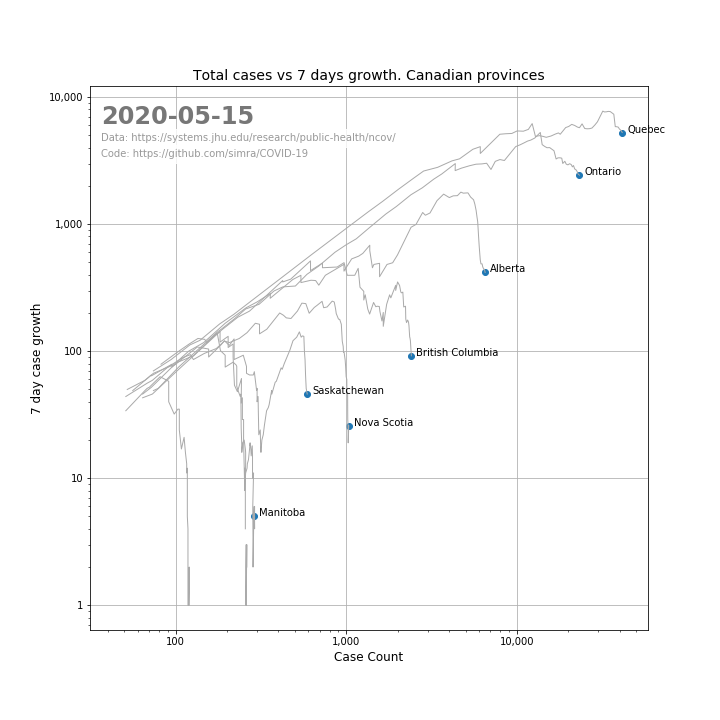 Total cases vs 7 days growth. Canadian provinces
2020-05-15
Data: https://systems.jhu.edu/research/public-health/ncov/
Code: https://github.com/simra/COVID-19
10,000
1,000
100
10
1
7 day case growth
Quebec
Ontario
Alberta
British Columbia
Saskatchewan
Nova Scotia
Manitoba
100
1,000
10,000
Case Count